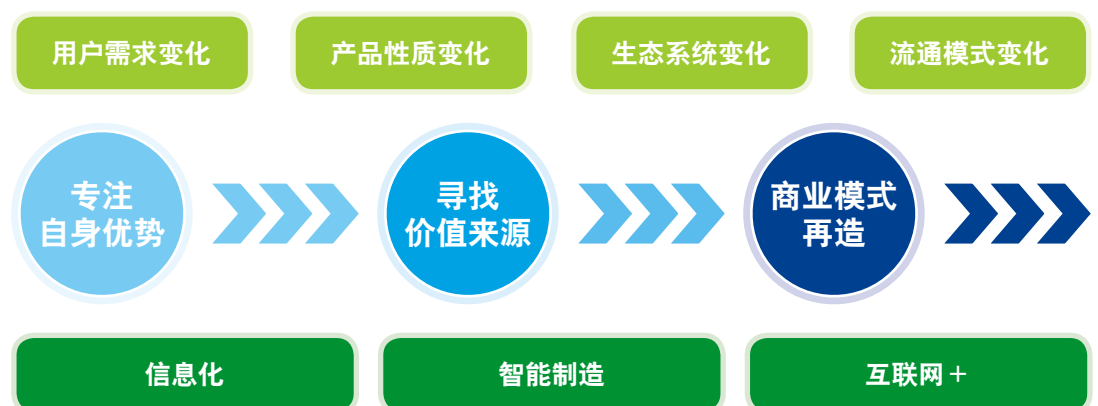 用户需求变化
产品性质变化
生态系统变化
流通模式变化
专注
自身优势
寻找
价值来源
商业模式
再造
信息化
智能制造
互联网＋